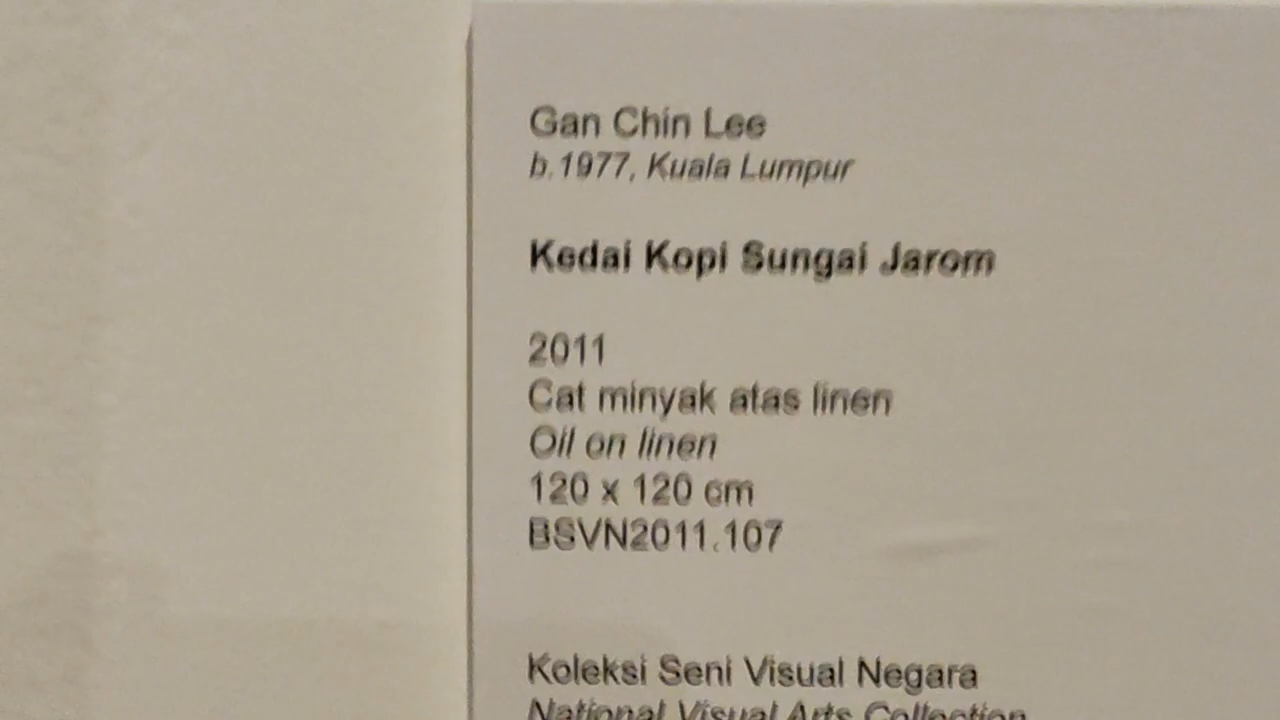 Gan Chin Lee
b.1977, Kuala Lumpur
Kedai Kopi Sungai Jarom
2011
Cat minyak atas linen
Oil on linen
120 x 120 cm
BSVN2011.107
Koleksi Seni Visual Negara
National Visual Arts Collection